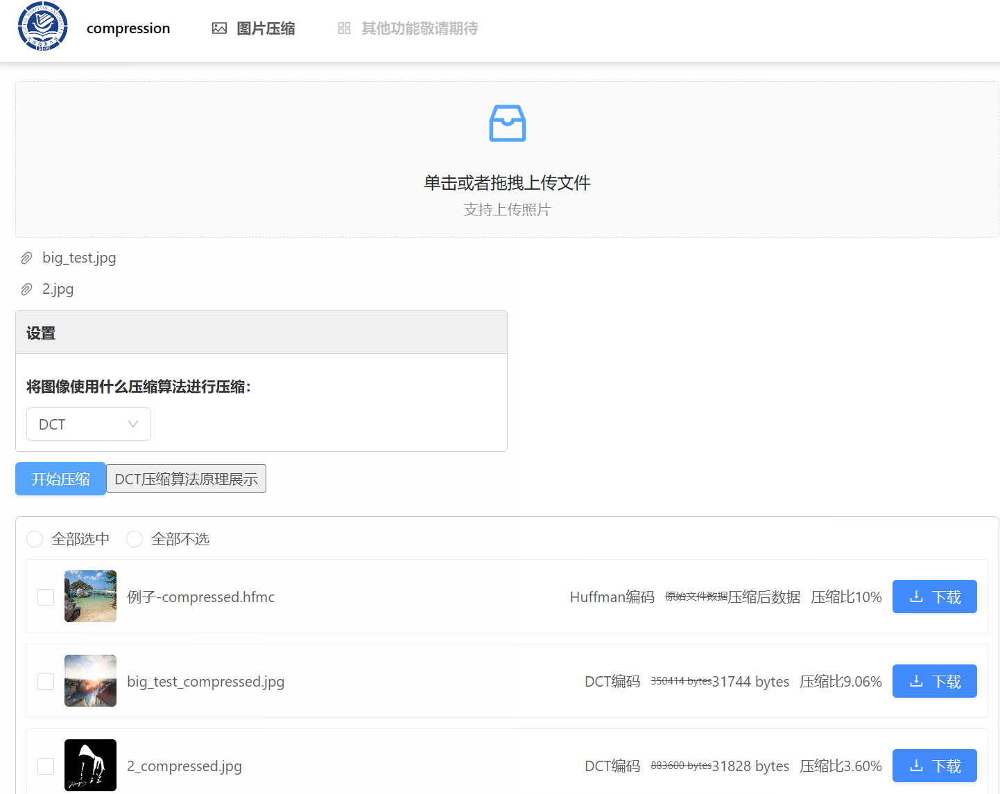 compression 图片压缩 其他功能敬请期待
单击或者拖拽上传文件
支持上传照片
big_test.jpg
2.jpg
设置
将图像使用什么压缩算法进行压缩：
DCT
开始压缩 DCT压缩算法原理展示
全部选中 全部不选
例子-compressed.hfmc Huffman编码 原始文件数据压缩后数据 压缩比10% 下载
big_test_compressed.jpg DCT编码 350414 bytes31744 bytes 压缩比9.06% 下载
2_compressed.jpg DCT编码 883600 bytes31828 bytes 压缩比3.60% 下载